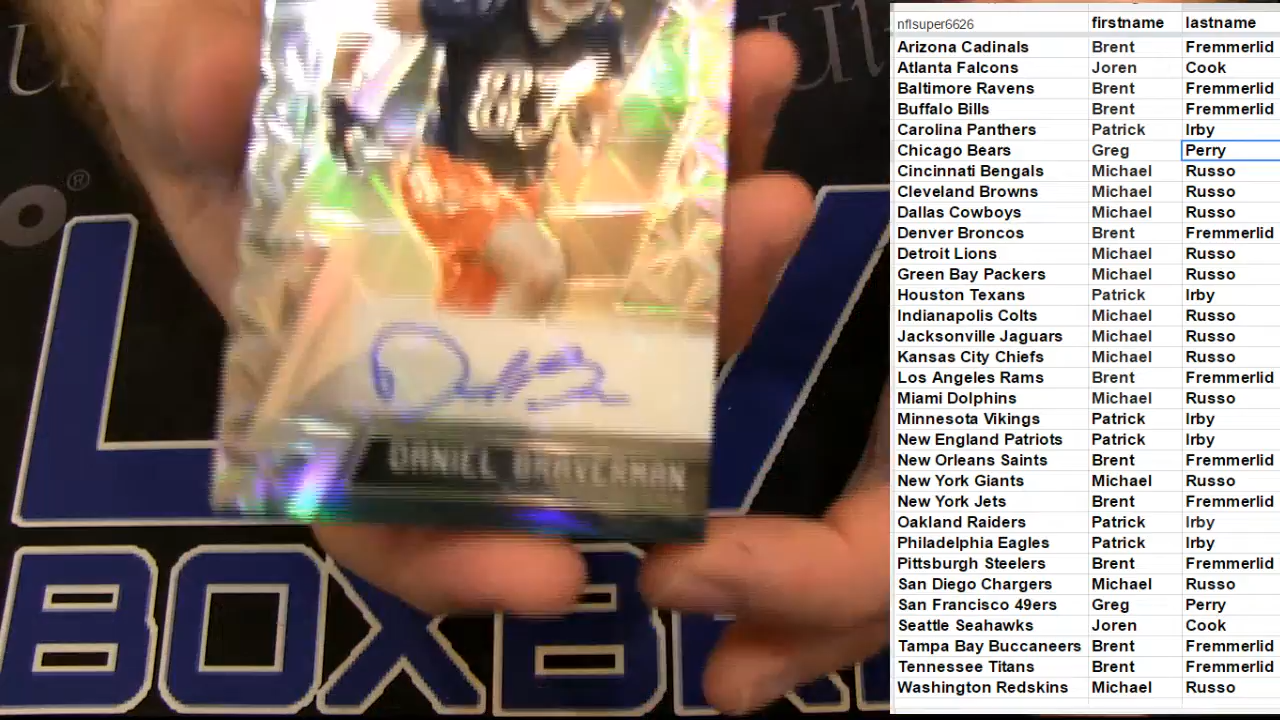 DANIEL BRAVERMAN
®
BOX
nflsuper6626 firstname lastname
Arizona Cadinals Brent Fremmerlid
Atlanta Falcons Joren Cook
Baltimore Ravens Brent Fremmerlid
Buffalo Bills Brent Fremmerlid
Carolina Panthers Patrick Irby
Chicago Bears Greg Perry
Cincinnati Bengals Michael Russo
Cleveland Browns Michael Russo
Dallas Cowboys Michael Russo
Denver Broncos Brent Fremmerlid
Detroit Lions Michael Russo
Green Bay Packers Michael Russo
Houston Texans Patrick Irby
Indianapolis Colts Michael Russo
Jacksonville Jaguars Michael Russo
Kansas City Chiefs Michael Russo
Los Angeles Rams Brent Fremmerlid
Miami Dolphins Michael Russo
Minnesota Vikings Patrick Irby
New England Patriots Patrick Irby
New Orleans Saints Brent Fremmerlid
New York Giants Michael Russo
New York Jets Brent Fremmerlid
Oakland Raiders Patrick Irby
Philadelphia Eagles Patrick Irby
Pittsburgh Steelers Brent Fremmerlid
San Diego Chargers Michael Russo
San Francisco 49ers Greg Perry
Seattle Seahawks Joren Cook
Tampa Bay Buccaneers Brent Fremmerlid
Tennessee Titans Brent Fremmerlid
Washington Redskins Michael Russo